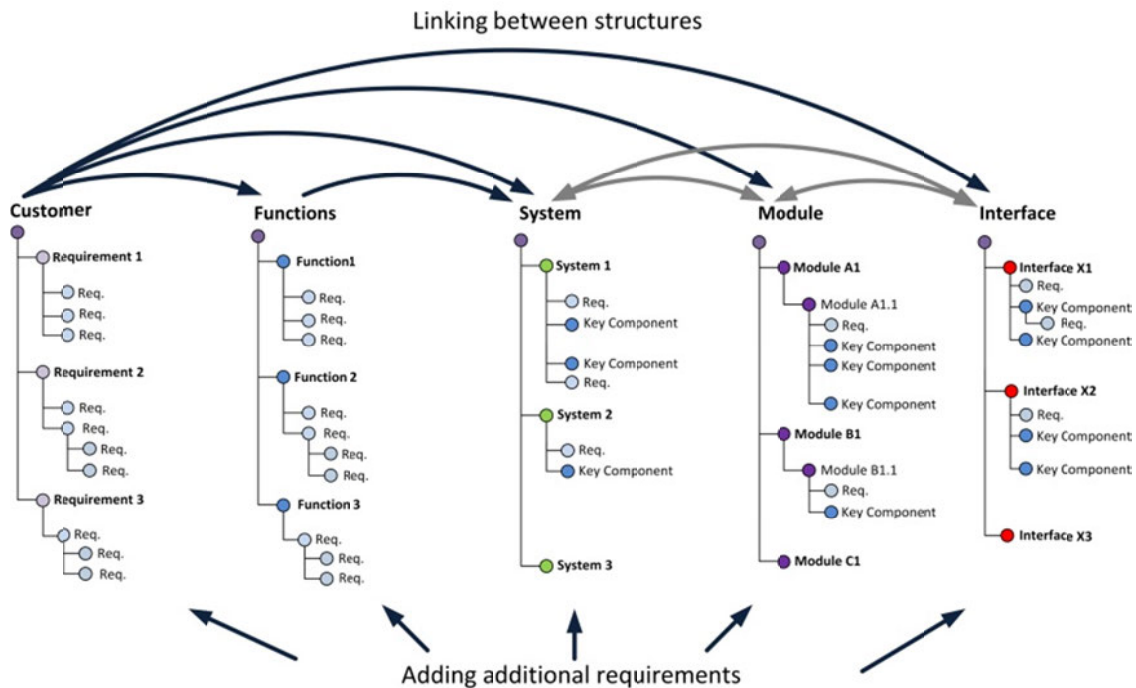 Linking between structures
Customer
Requirement 1
Req.
Req.
Req.
Requirement 2
Req.
Req.
Req.
Req.
Requirement 3
Req.
Req.
Req.
Functions
Function1
Req.
Req.
Req.
Function 2
Req.
Req.
Req.
Req.
Function 3
Req.
Req.
Req.
System
System 1
Req.
Key Component
Key Component
Req.
System 2
Req.
Key Component
System 3
Module
Module A1
Module A1.1
Req.
Key Component
Key Component
Key Component
Module B1
Module B1.1
Req.
Key Component
Module C1
Interface
Interface X1
Req.
Key Component
Req.
Key Component
Interface X2
Req.
Key Component
Key Component
Interface X3
Adding additional requirements